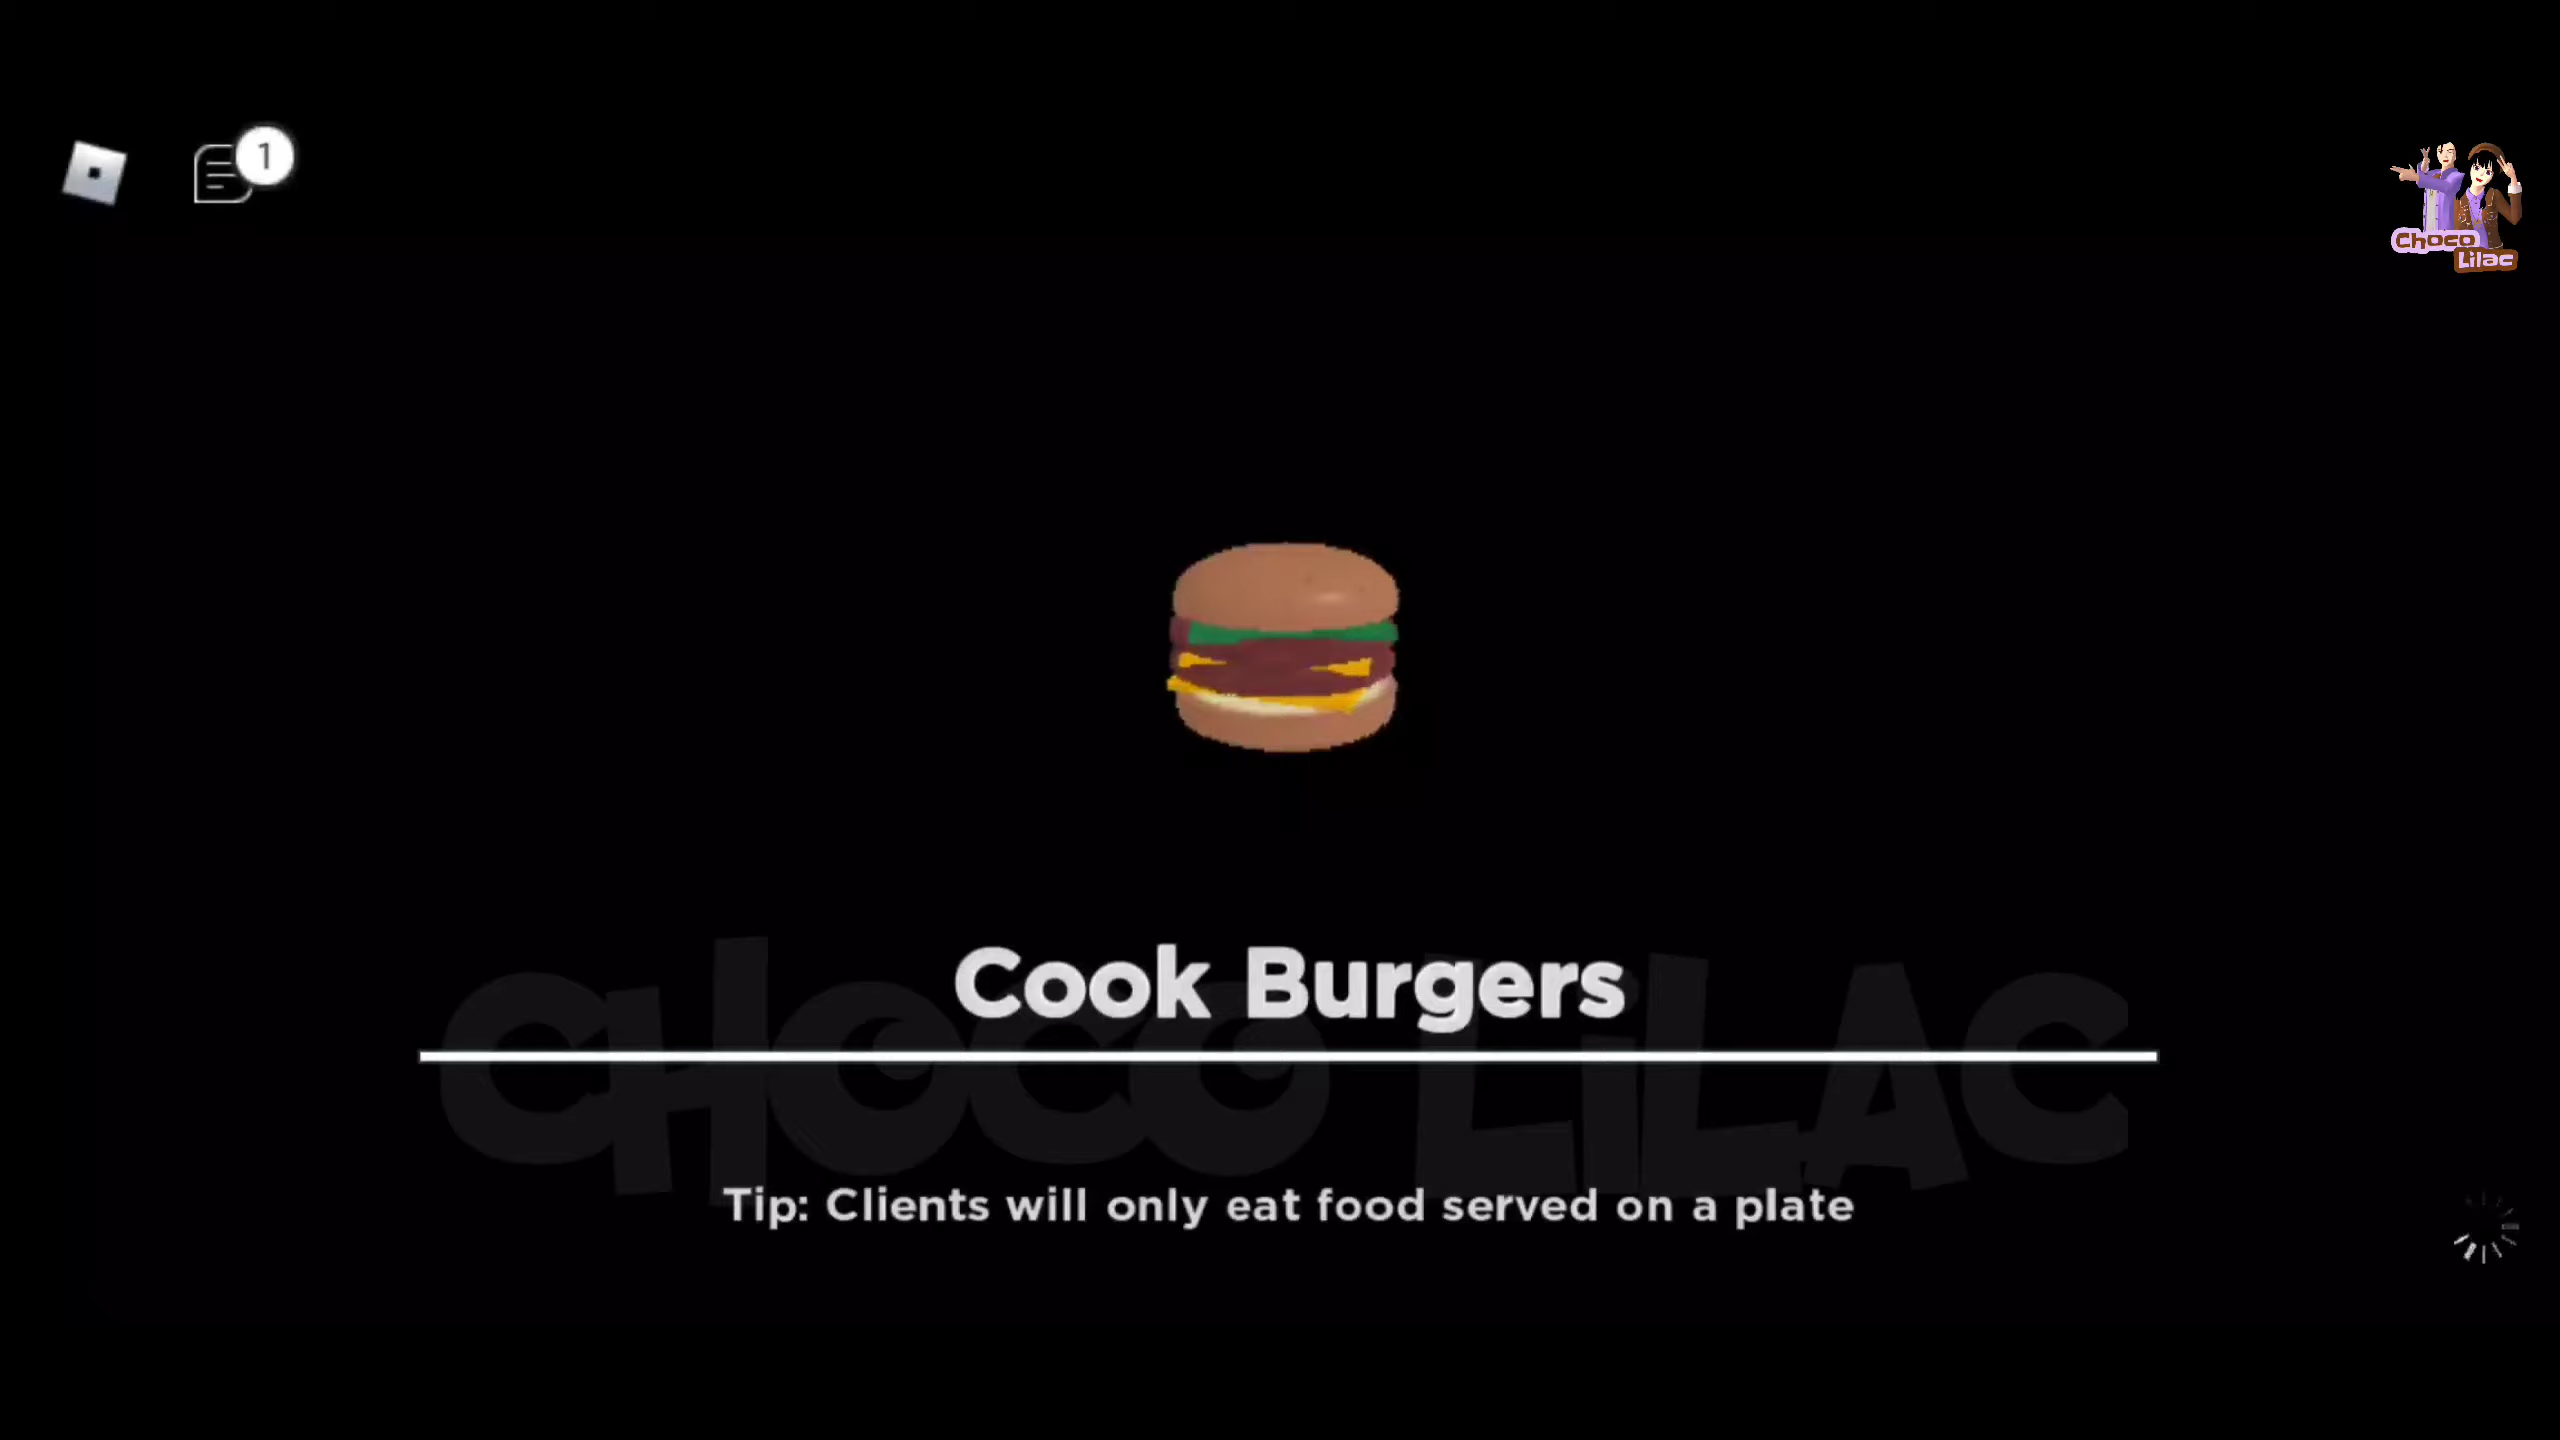 1
Choco
Lilac
Cook Burgers
CHOCO LiLAC
Tip: Clients will only eat food served on a plate